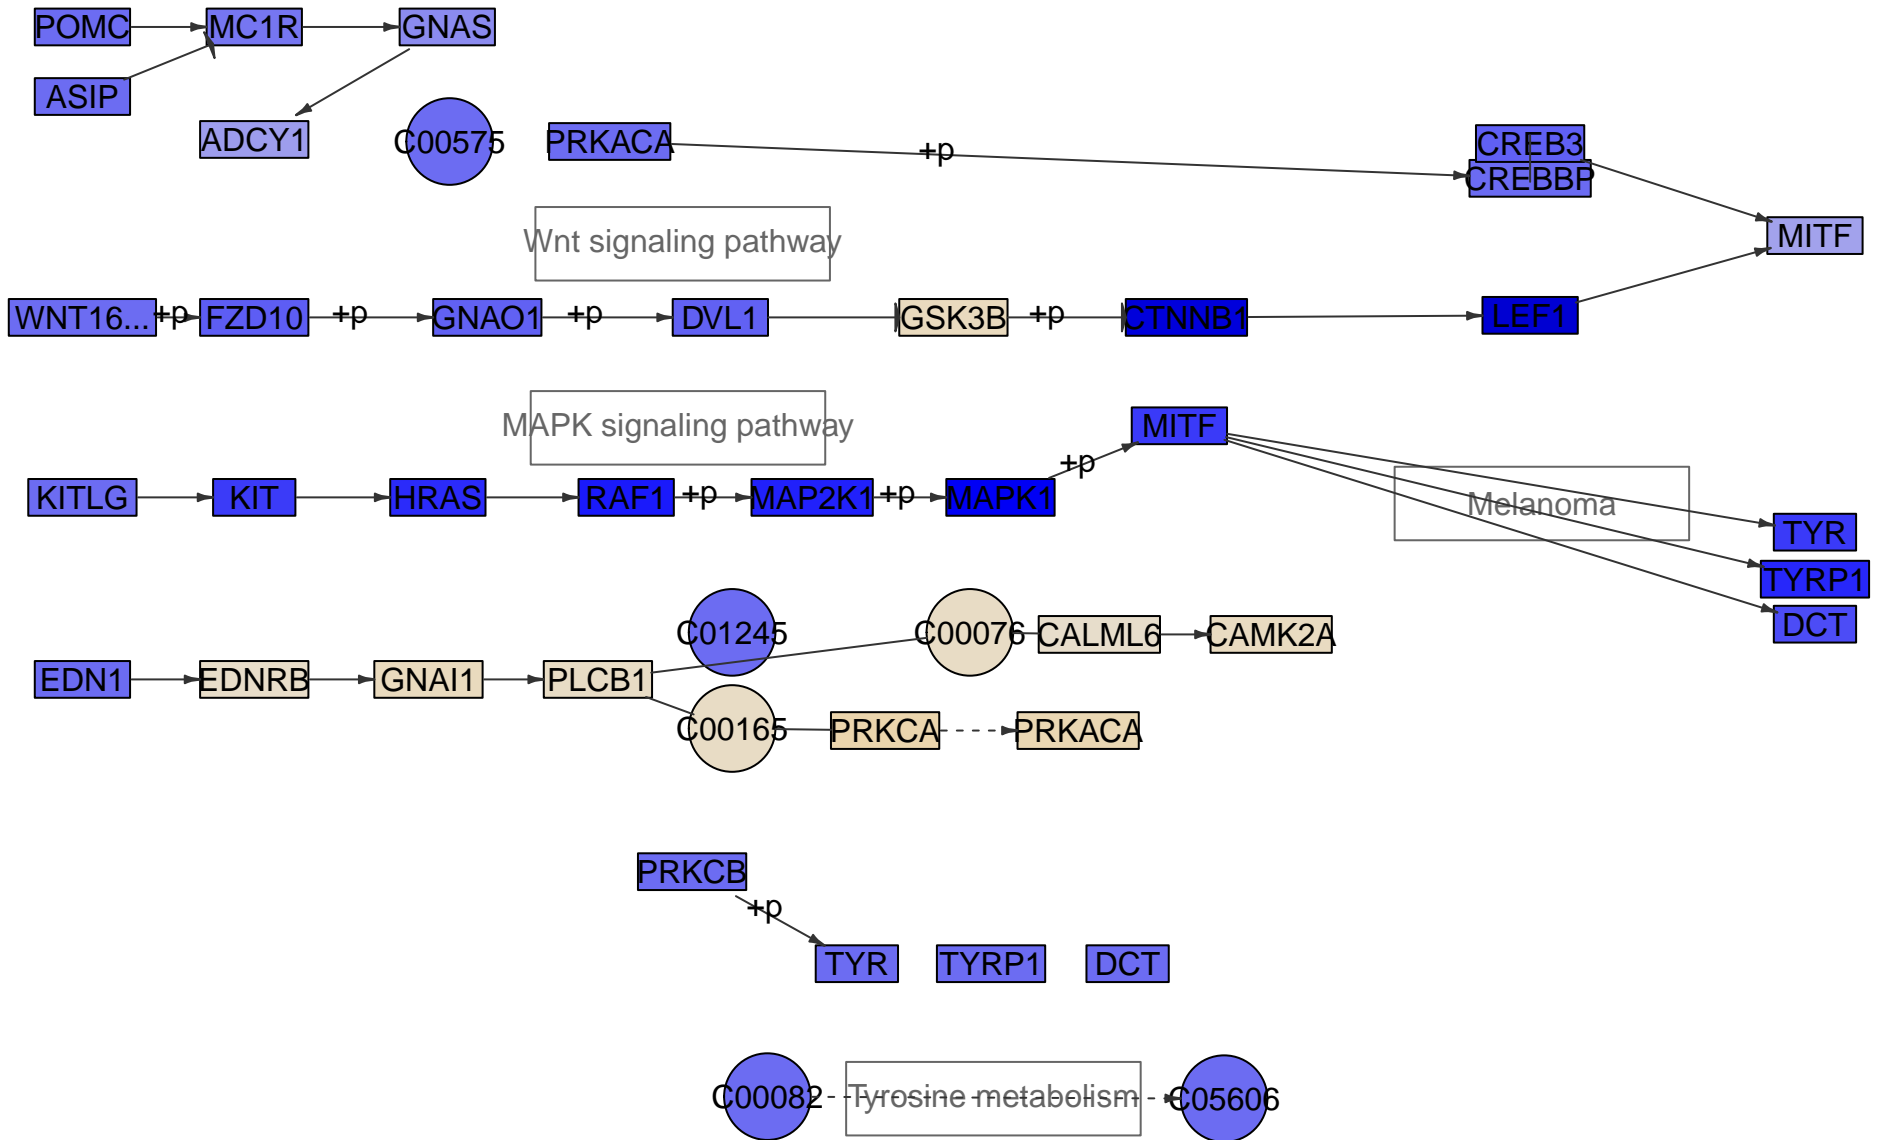 POMC
MC1R
GNAS
ASIP
ADCY1
C00575
PRKACA
+p
CREB3
CREBBP
MITF
Wnt signaling pathway
WNT16...
+p
FZD10
+p
GNAO1
+p
DVL1
GSK3B
+p
CTNNB1
LEF1
MAPK signaling pathway
MITF
+p
KITLG
KIT
HRAS
RAF1
+p
MAP2K1
+p
MAPK1
Melanoma
TYR
TYRP1
DCT
C01245
C00076
CALML6
CAMK2A
EDN1
EDNRB
GNAI1
PLCB1
C00165
PRKCA
PRKACA
PRKCB
+p
TYR
TYRP1
DCT
C00082
Tyrosine metabolism
C05606